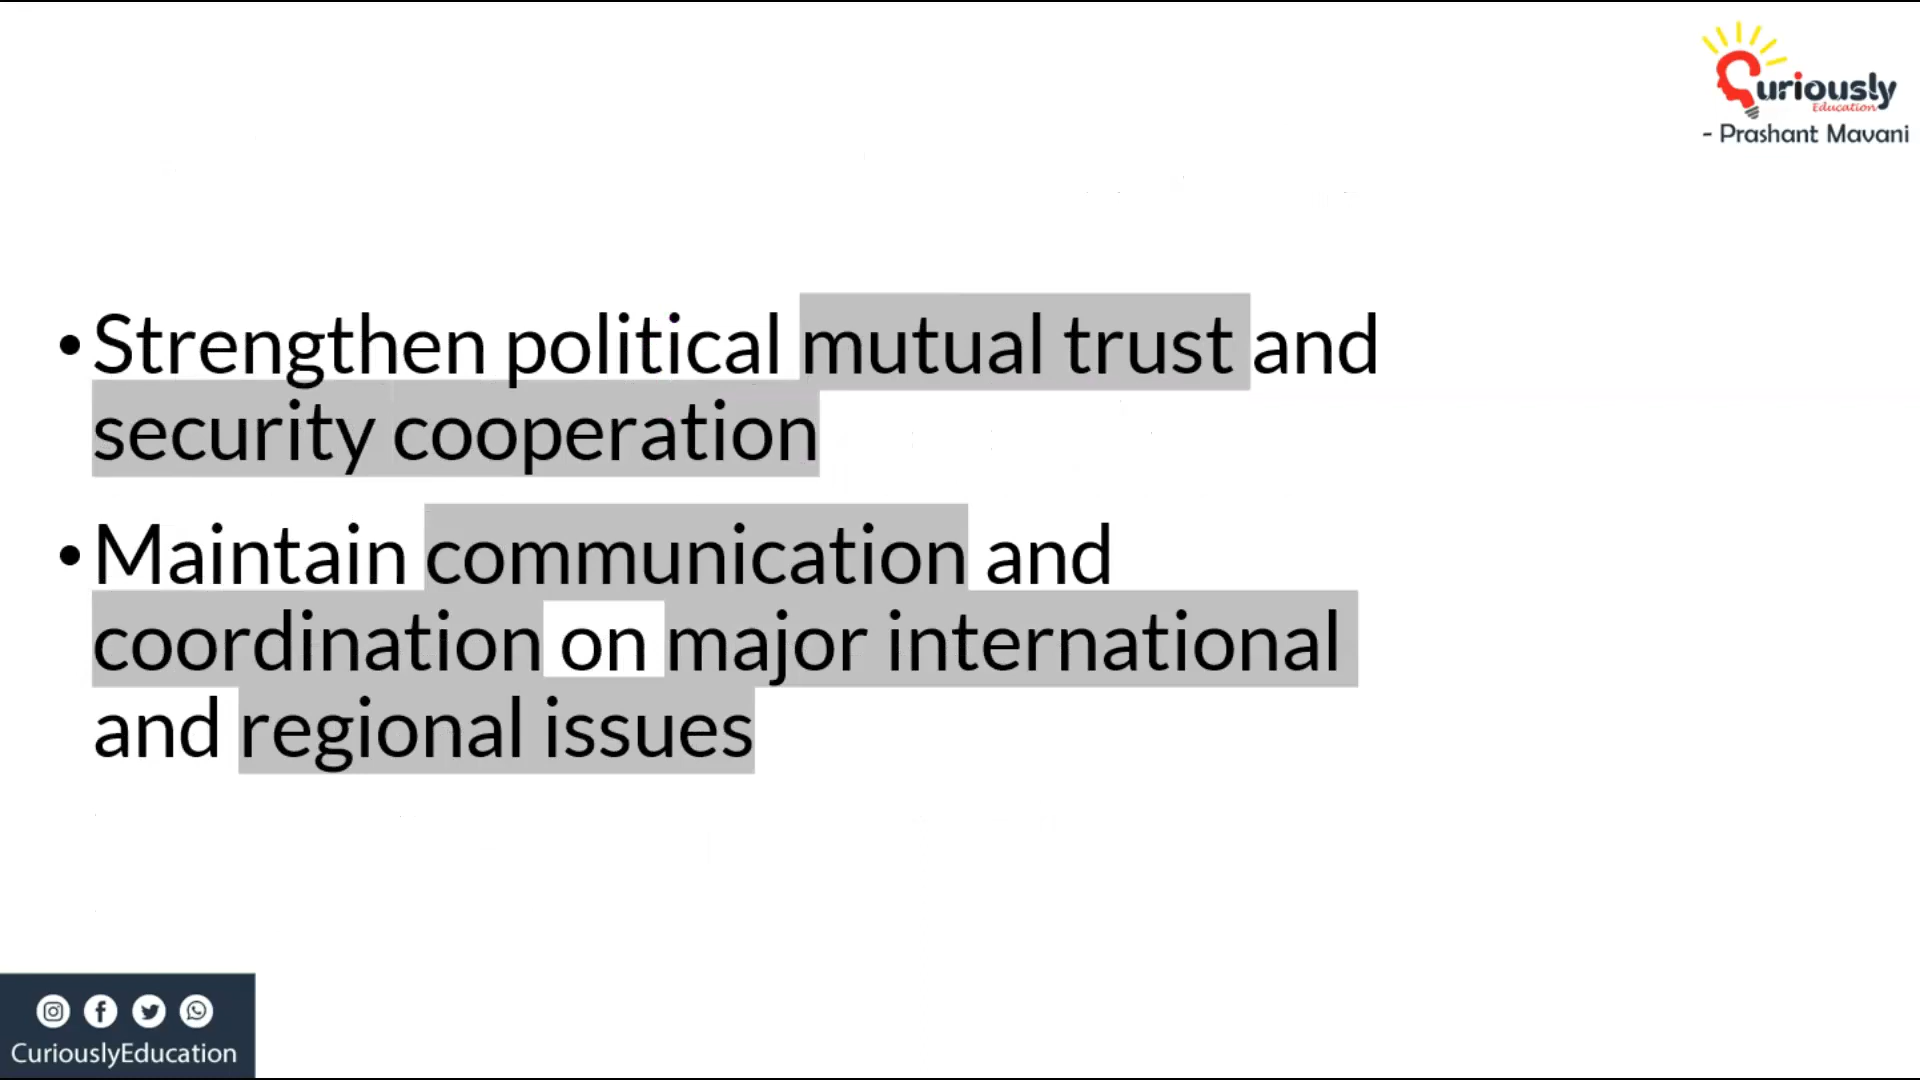 Curiously
Education
- Prashant Mavani
• Strengthen political mutual trust and
security cooperation
• Maintain communication and
coordination on major international
and regional issues
CuriouslyEducation